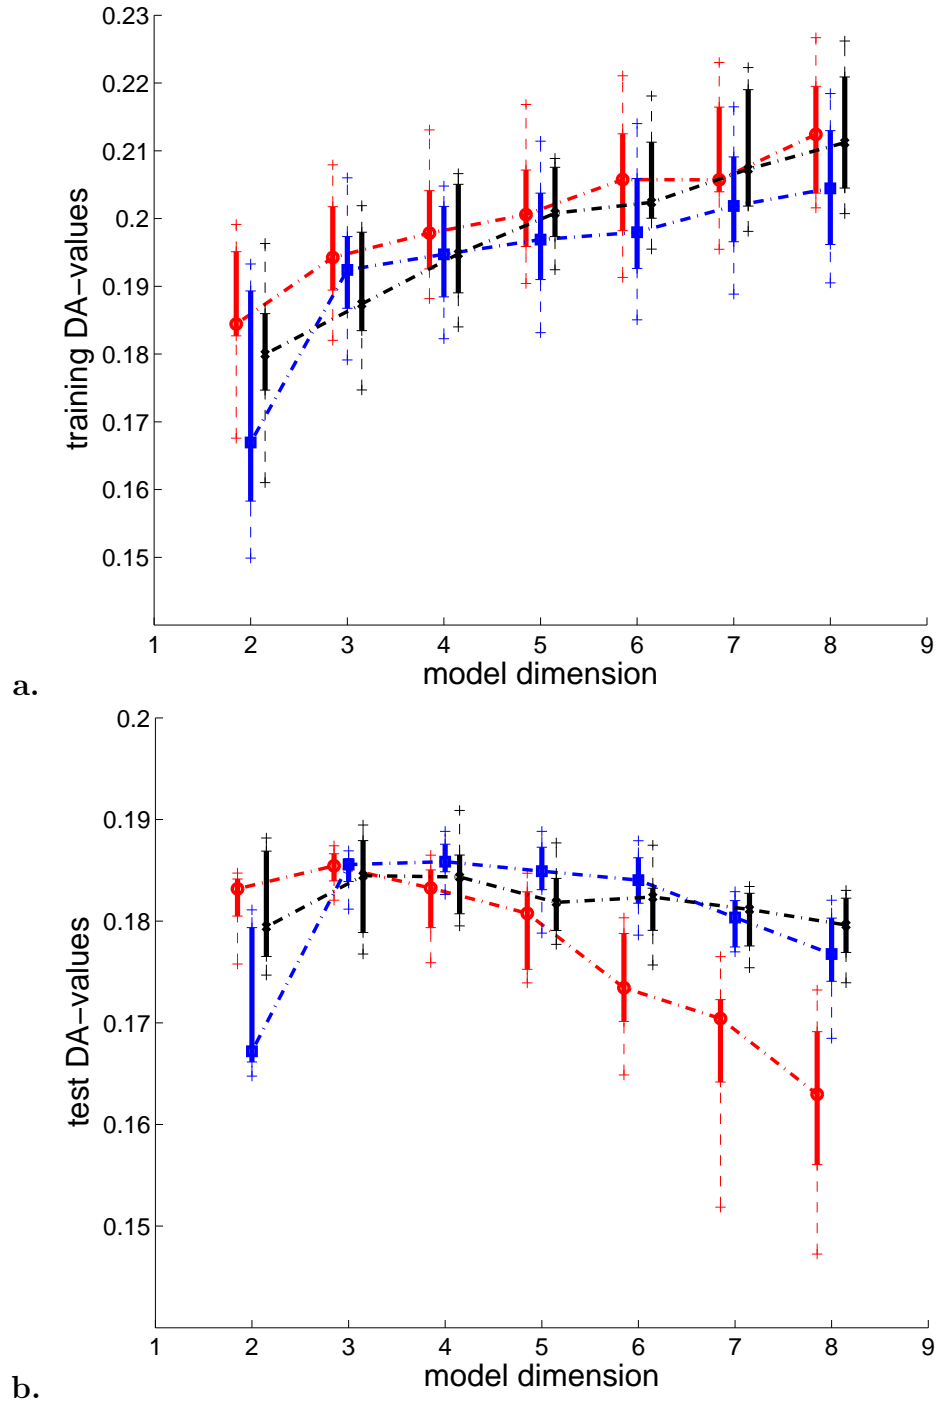 0.23
0.22
0.21
0.2
0.19
0.18
0.17
0.16
0.15
training DA−values
1 2 3 4 5 6 7 8 9
model dimension
a.
0.2
0.19
0.18
0.17
0.16
0.15
test DA−values
1 2 3 4 5 6 7 8 9
model dimension
b.